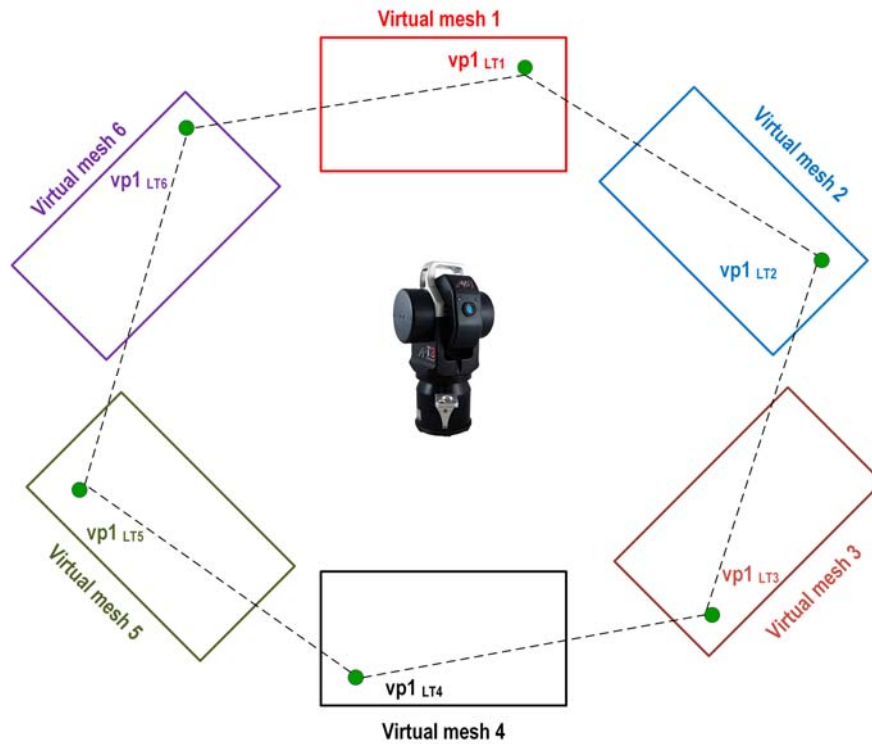 Virtual mesh 1
vp1 LT1
Virtual mesh 6
vp1 LT6
Virtual mesh 2
vp1 LT2
Virtual mesh 5
vp1 LT5
Virtual mesh 3
vp1 LT3
vp1 LT4
Virtual mesh 4